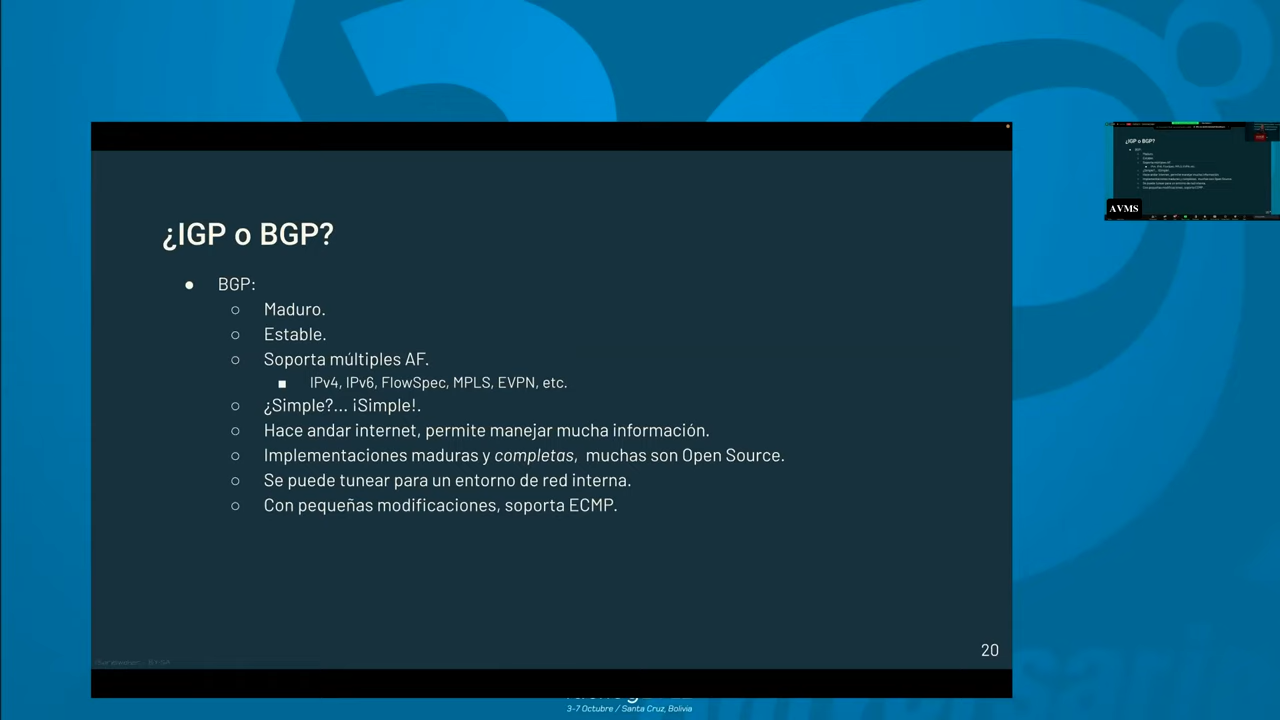 ¿IGP o BGP?
● BGP:
○ Maduro.
○ Estable.
○ Soporta múltiples AF.
■ IPv4, IPv6, FlowSpec, MPLS, EVPN, etc.
○ ¿Simple?... ¡Simple!.
○ Hace andar internet, permite manejar mucha información.
○ Implementaciones maduras y completas, muchas son Open Source.
○ Se puede tunear para un entorno de red interna.
○ Con pequeñas modificaciones, soporta ECMP.
20
¿IGP o BGP?
AVMS
3-7 Octubre / Santa Cruz, Bolivia